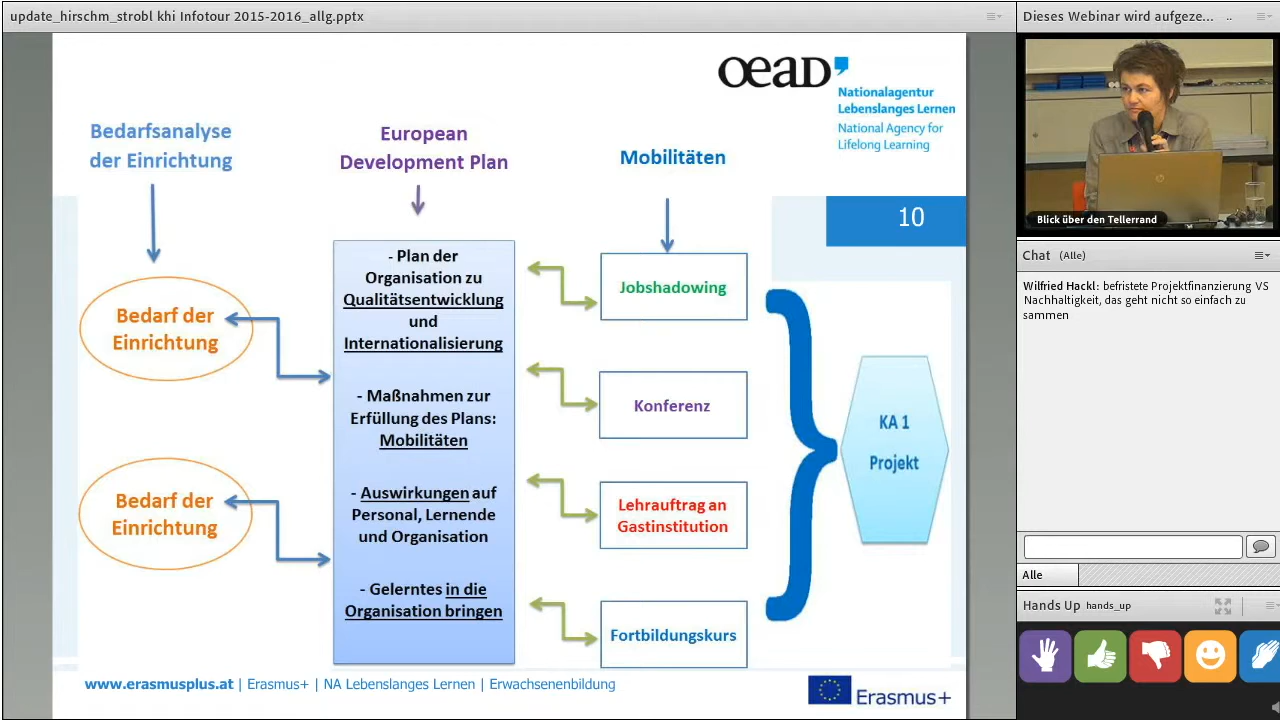 update_hirschm_strobl khi Infotour 2015-2016_allg.pptx
Dieses Webinar wird aufgeze... ..
OeAD
Nationalagentur
Lebenslanges Lernen
National Agency for
Lifelong Learning
Bedarfsanalyse
der Einrichtung
European
Development Plan
Mobilitäten
10
Bedarf der
Einrichtung
Bedarf der
Einrichtung
- Plan der
Organisation zu
Qualitätsentwicklung
und
Internationalisierung
- Maßnahmen zur
Erfüllung des Plans:
Mobilitäten
- Auswirkungen auf
Personal, Lernende
und Organisation
- Gelerntes in die
Organisation bringen
Jobshadowing
Konferenz
Lehrauftrag an
Gastinstitution
Fortbildungskurs
KA 1
Projekt
www.erasmusplus.at | Erasmus+ | NA Lebenslanges Lernen | Erwachsenenbildung
Erasmus+
Blick über den Tellerrand
Chat (Alle)
Wilfried Hackl: befristete Projektfinanzierung VS
Nachhaltigkeit, das geht nicht so einfach zu
sammen
Alle
Hands Up hands_up